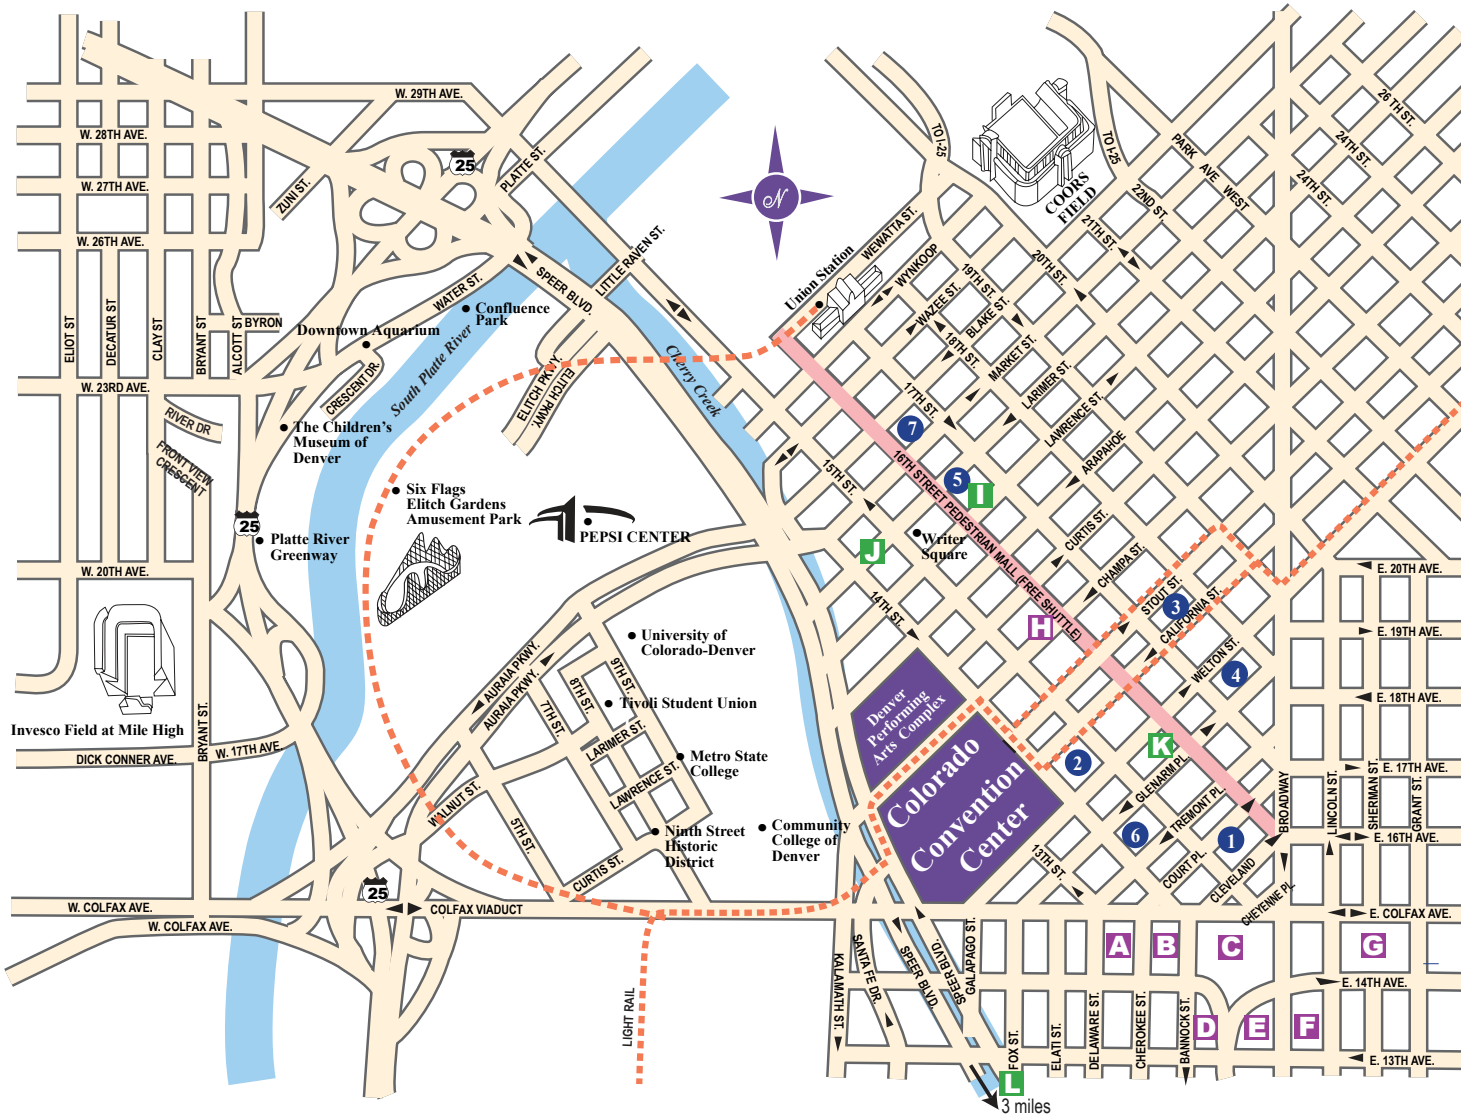 W. 29TH AVE.
W. 28TH AVE.
W. 27TH AVE.
W. 26TH AVE.
ZUNI ST.
25
PLATTE ST.
N
TO I-25
TO I-25
COORS
FIELD
PARK AVE WEST
26 TH ST.
24TH ST.
24TH ST.
22ND ST.
21TH ST.
20TH ST.
19TH ST.
18TH ST.
17TH ST.
WEWATTA ST.
WYNKOOP
WAZEE ST.
BLAKE ST.
MARKET ST.
LARIMER ST.
LAWRENCE ST.
ARAPAHOE
CURTIS ST.
CHAMPA ST.
STOUT ST.
CALIFORNIA ST.
WELTON ST.
GLENARM PL.
TREMONT PL.
COURT PL.
CLEVELAND
CHEYENNE PL.
Union Station
LITTLE RAVEN ST.
SPEER BLVD.
WATER ST.
Confluence
Park
Downtown Aquarium
South Platte River
Cherry Creek
CRESCENT DR.
ELITCH PKWY.
ELITCH PKWY.
ELIOT ST
DECATUR ST
CLAY ST
BRYANT ST
ALCOTT ST
BYRON
W. 23RD AVE.
RIVER DR
FRONT VIEW
CRESCENT
The Children's
Museum of
Denver
Six Flags
Elitch Gardens
Amusement Park
PEPSI CENTER
25
Platte River
Greenway
W. 20TH AVE.
Invesco Field at Mile High
DICK CONNER AVE.
W. 17TH AVE.
BRYANT ST.
15TH ST.
14TH ST.
13TH ST.
16TH STREET PEDESTRIAN MALL (FREE SHUTTLE)
Writer
Square
7
5
I
J
H
3
4
2
K
6
1
Denver
Performing
Arts Complex
Colorado
Convention
Center
University of
Colorado-Denver
Tivoli Student Union
Metro State
College
Ninth Street
Historic
District
Community
College of
Denver
AURAIA PKWY.
AURAIA PKWY.
9TH ST.
8TH ST.
7TH ST.
5TH ST.
LARIMER ST.
LAWRENCE ST.
WALNUT ST.
CURTIS ST.
25
W. COLFAX AVE.
W. COLFAX AVE.
COLFAX VIADUCT
LIGHT RAIL
E. 20TH AVE.
E. 19TH AVE.
E. 18TH AVE.
E. 17TH AVE.
E. 16TH AVE.
E. COLFAX AVE.
E. 14TH AVE.
E. 13TH AVE.
BROADWAY
LINCOLN ST.
SHERMAN ST.
GRANT ST.
KALAMATH ST.
SANTA FE DR.
SPEER BLVD.
SPEER BLVD.
GALAPAGO ST.
FOX ST.
ELATI ST.
DELAWARE ST.
CHEROKEE ST.
BANNOCK ST.
A
B
C
G
D
E
F
L
3 miles